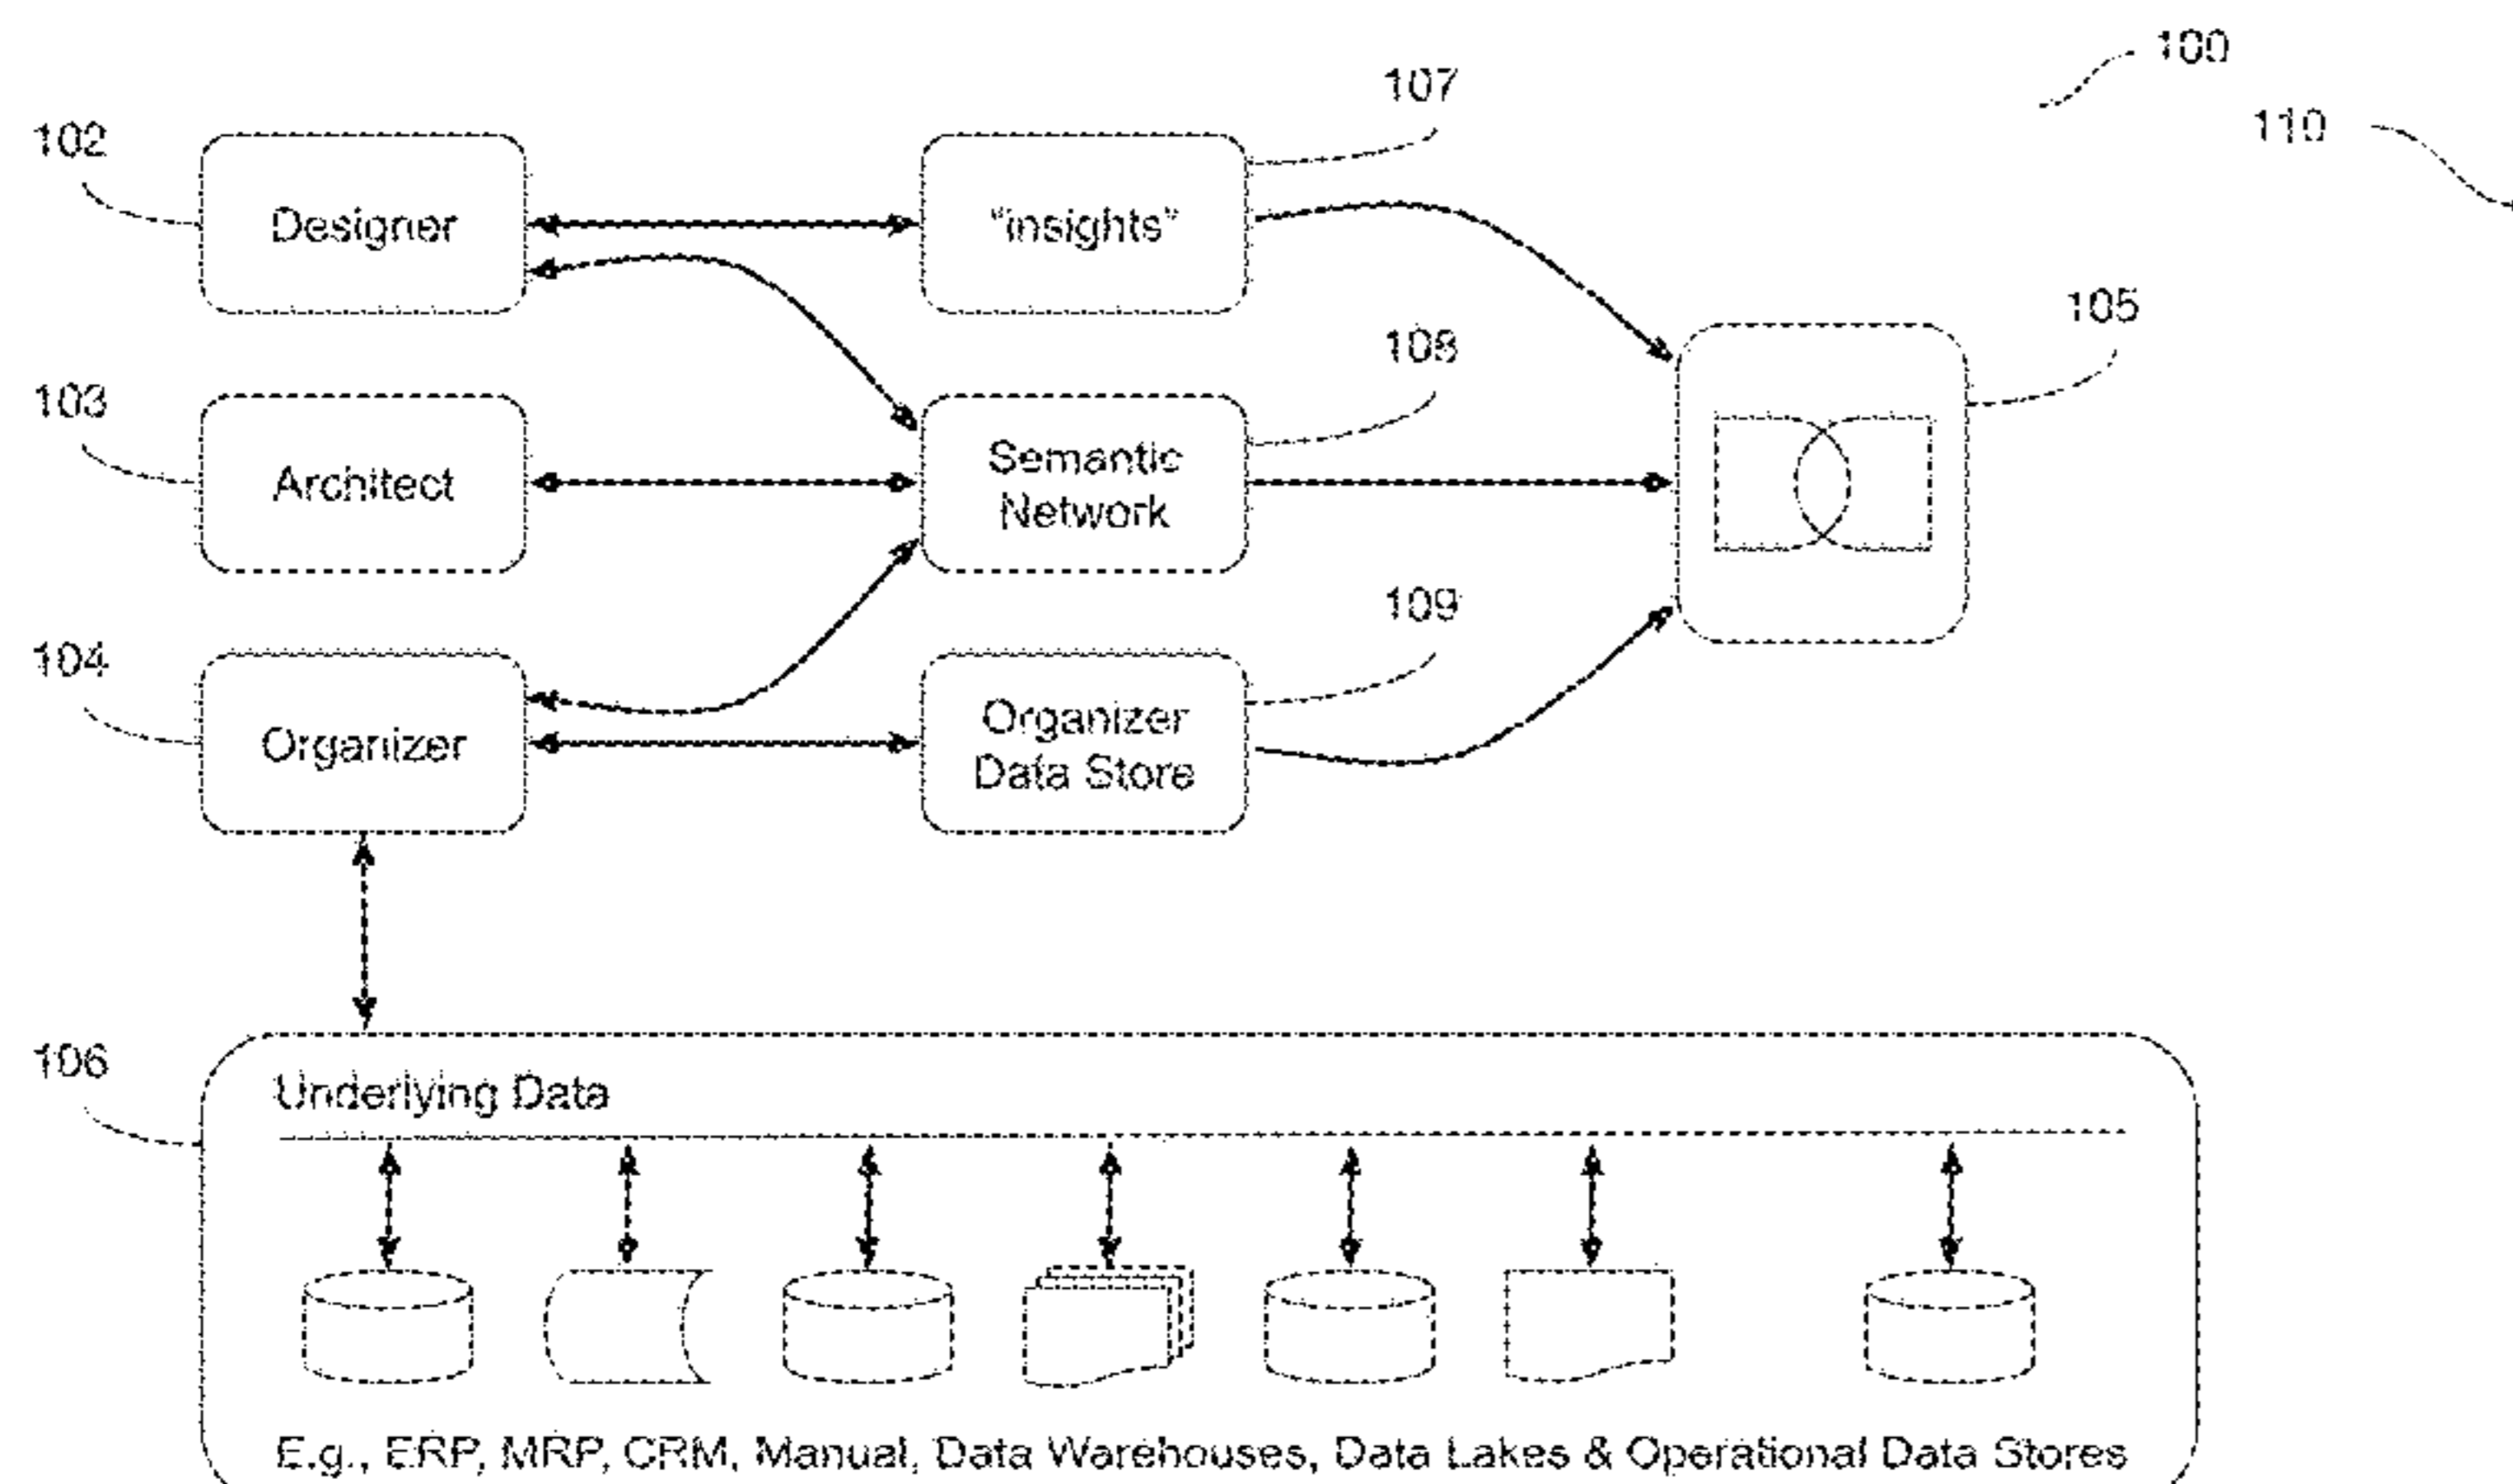 100
107
110
102
Designer
"insights"
105
108
103
Architect
Semantic
Network
109
104
Organizer
Organizer
Data Store
106
Underlying Data
E.g., ERP, MRP, CRM, Manual, Data Warehouses, Data Lakes & Operational Data Stores